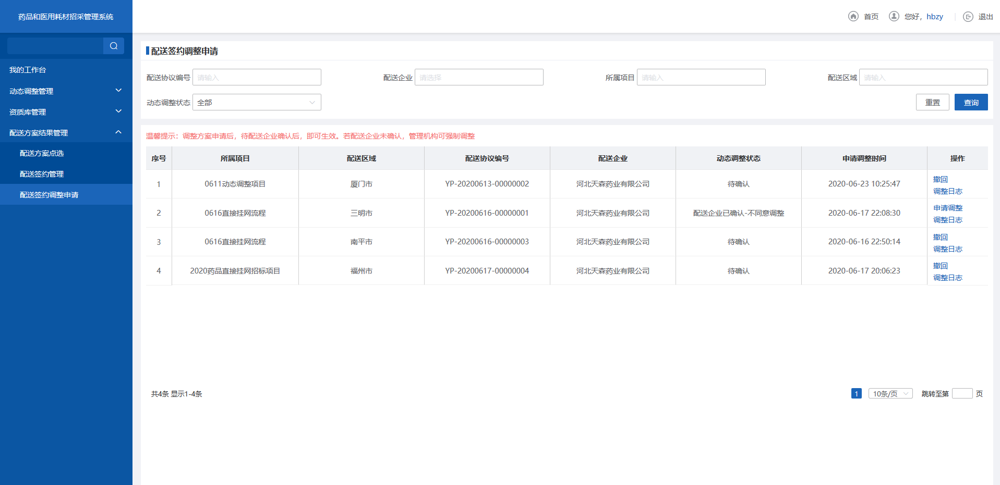 药品和医用耗材招采管理系统
首页 您好，hbzy 退出
我的工作台
动态调整管理
资质库管理
配送方案结果管理
配送方案点选
配送签约管理
配送签约调整申请
配送签约调整申请
配送协议编号 请输入 配送企业 请选择 所属项目 请输入 配送区域 请输入
动态调整状态 全部 重置 查询
温馨提示：调整方案申请后，待配送企业确认后，即可生效。若配送企业未确认，管理机构可强制调整
序号 所属项目 配送区域 配送协议编号 配送企业 动态调整状态 申请调整时间 操作
1 0611动态调整项目 厦门市 YP-20200613-00000002 河北天森药业有限公司 待确认 2020-06-23 10:25:47 撤回
调整日志
2 0616直接挂网流程 三明市 YP-20200616-00000001 河北天森药业有限公司 配送企业已确认-不同意调整 2020-06-17 22:08:30 申请调整
调整日志
3 0616直接挂网流程 南平市 YP-20200616-00000003 河北天森药业有限公司 待确认 2020-06-16 22:50:14 撤回
调整日志
4 2020药品直接挂网招标项目 福州市 YP-20200617-00000004 河北天森药业有限公司 待确认 2020-06-17 20:06:23 撤回
调整日志
共4条 显示1-4条 1 10条/页 跳转至第 页